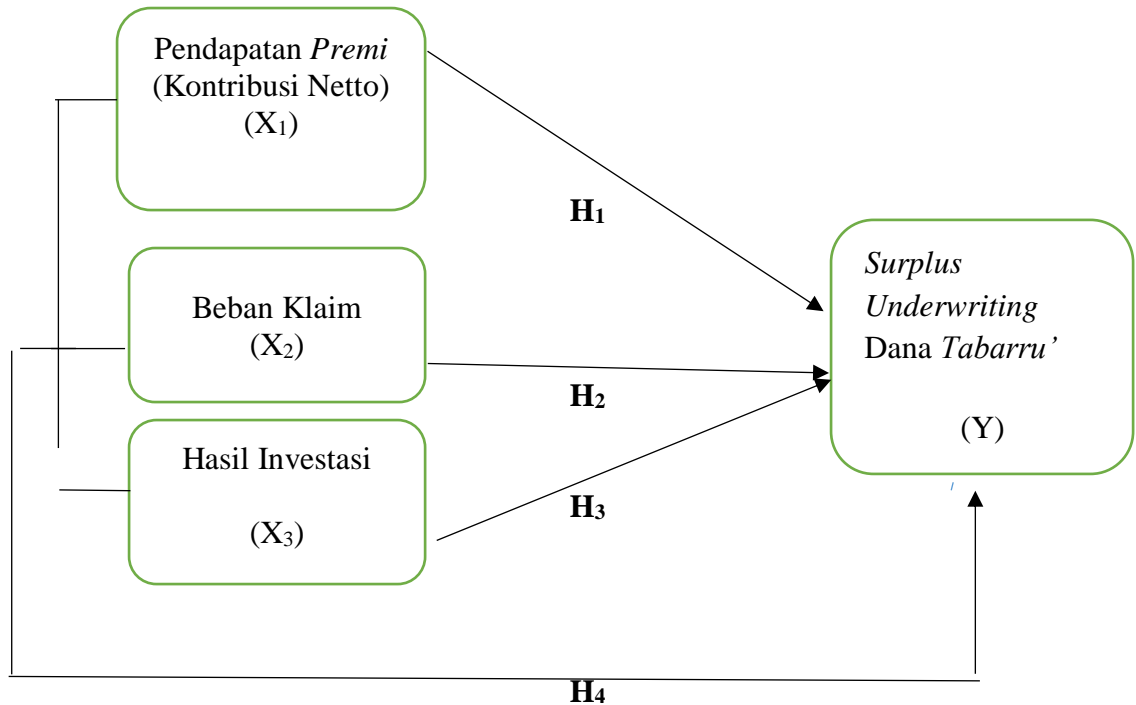 Pendapatan Premi
(Kontribusi Netto)
(X₁)
H₁
Beban Klaim
(X₂)
H₂
Hasil Investasi
(X₃)
H₃
Surplus
Underwriting
Dana Tabarru’
(Y)
H₄